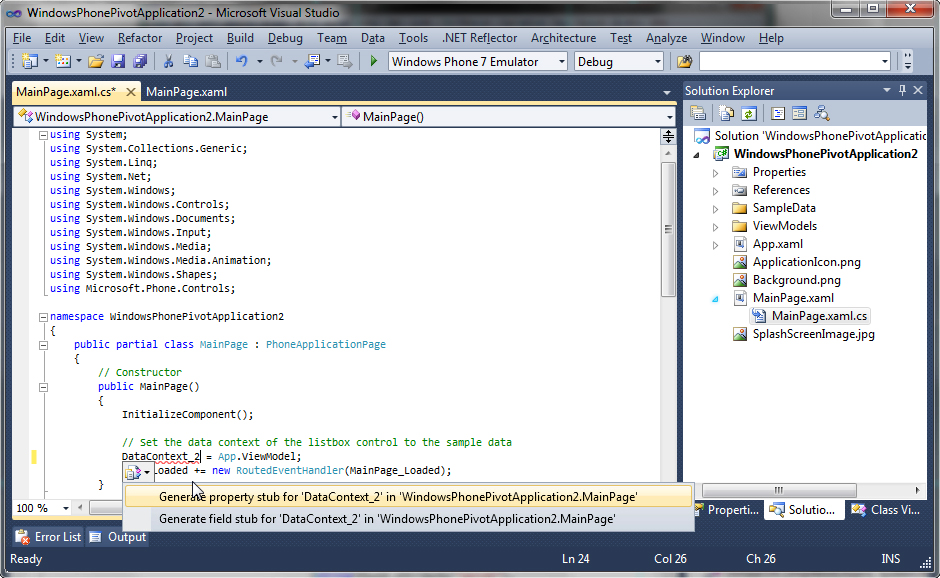 WindowsPhonePivotApplication2 - Microsoft Visual Studio
File Edit View Refactor Project Build Debug Team Data Tools .NET Reflector Architecture Test Analyze Window Help
Windows Phone 7 Emulator Debug
MainPage.xaml.cs* MainPage.xaml
WindowsPhonePivotApplication2.MainPage MainPage()
using System;
using System.Collections.Generic;
using System.Linq;
using System.Net;
using System.Windows;
using System.Windows.Controls;
using System.Windows.Documents;
using System.Windows.Input;
using System.Windows.Media;
using System.Windows.Media.Animation;
using System.Windows.Shapes;
using Microsoft.Phone.Controls;
namespace WindowsPhonePivotApplication2
{
public partial class MainPage : PhoneApplicationPage
{
// Constructor
public MainPage()
{
InitializeComponent();
// Set the data context of the listbox control to the sample data
DataContext_2 = App.ViewModel;
Loaded += new RoutedEventHandler(MainPage_Loaded);
}
Generate property stub for 'DataContext_2' in 'WindowsPhonePivotApplication2.MainPage'
Generate field stub for 'DataContext_2' in 'WindowsPhonePivotApplication2.MainPage'
100 %
Solution Explorer
Solution 'WindowsPhonePivotApplicatio
WindowsPhonePivotApplication2
Properties
References
SampleData
ViewModels
App.xaml
ApplicationIcon.png
Background.png
MainPage.xaml
MainPage.xaml.cs
SplashScreenImage.jpg
Properti... Solutio... Class Vi...
Error List Output
Ready Ln 24 Col 26 Ch 26 INS